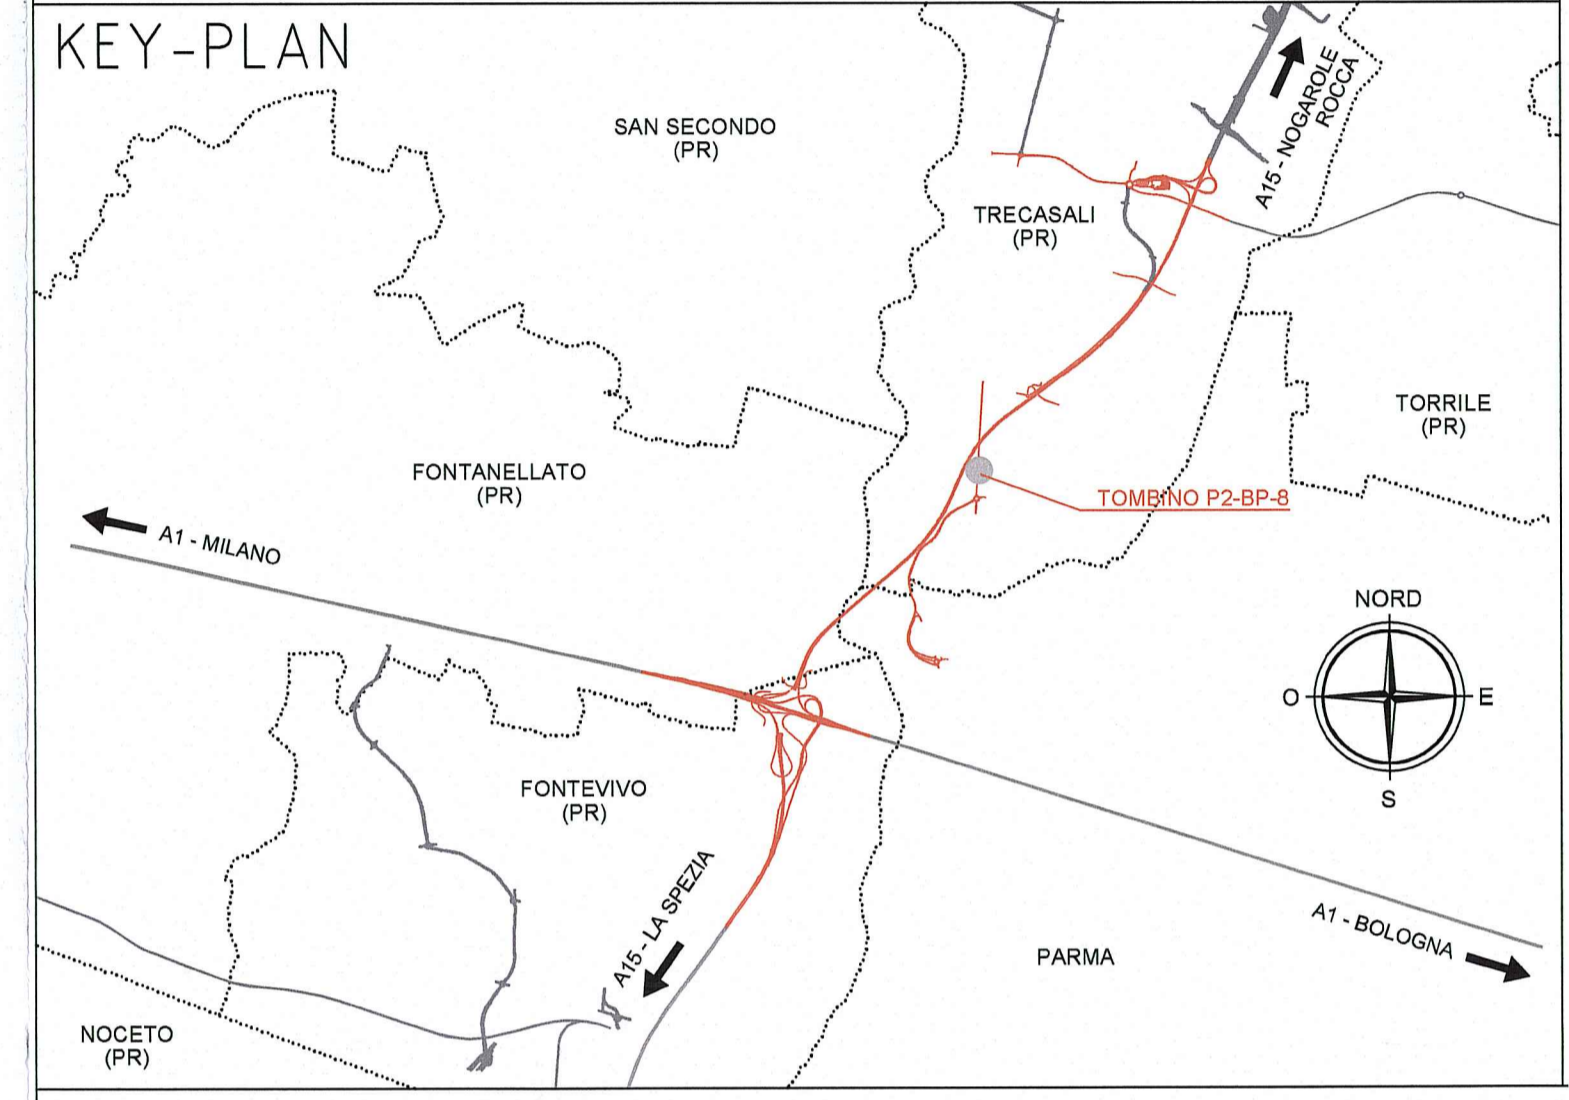 KEY-PLAN
SAN SECONDO
(PR)
A15 - NOGAROLE
ROCCA
TRECASALI
(PR)
TORRILE
(PR)
FONTANELLATO
(PR)
TOMBINO P2-BP-8
A1 - MILANO
NORD
O
E
S
FONTEVIVO
(PR)
A15 - LA SPEZIA
A1 - BOLOGNA
PARMA
NOCETO
(PR)